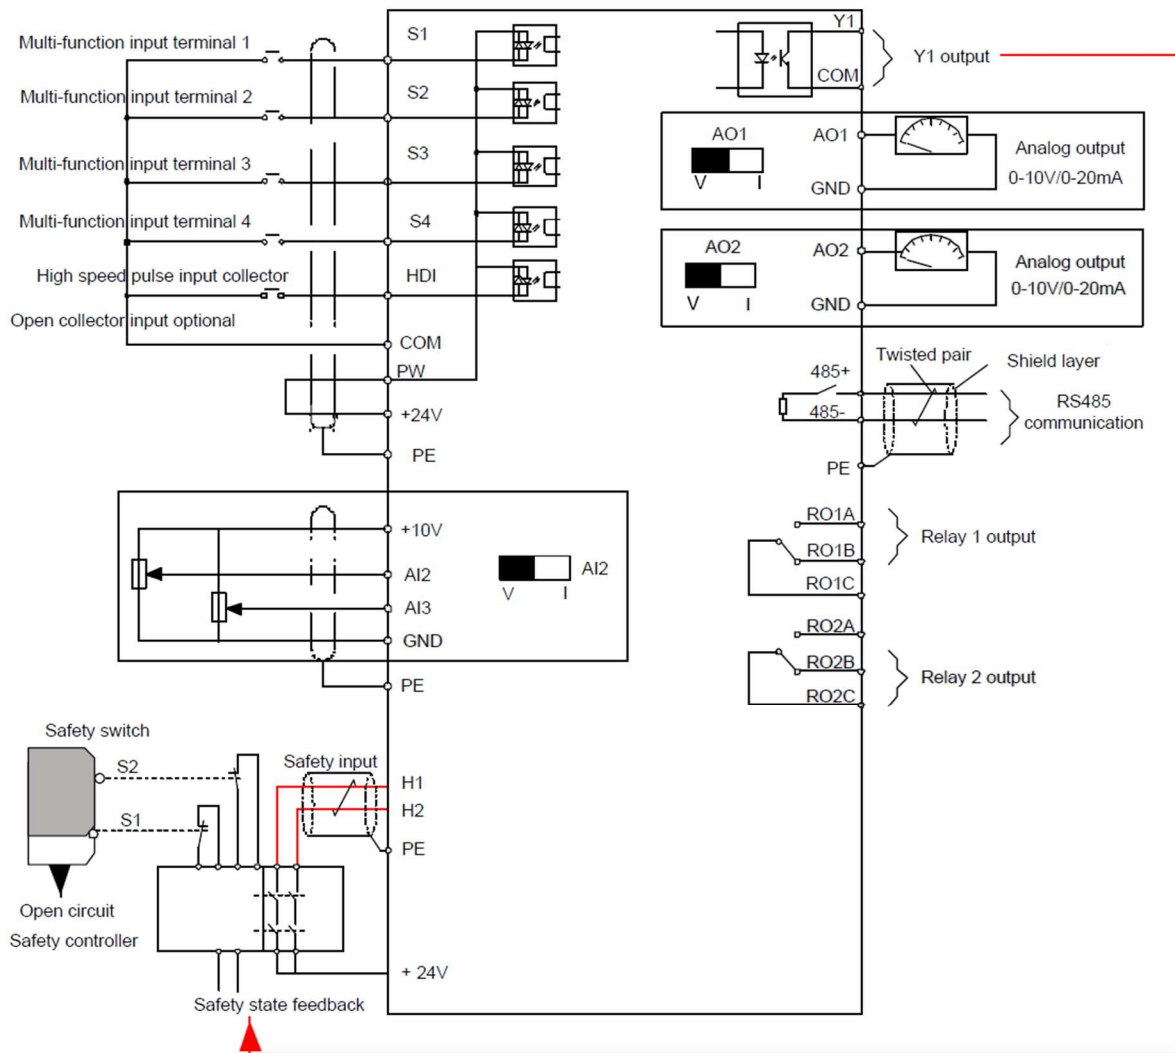 Multi-function input terminal 1
S1
Multi-function input terminal 2
S2
Multi-function input terminal 3
S3
Multi-function input terminal 4
S4
High speed pulse input collector
HDI
Open collector input optional
COM
PW
+24V
PE
+10V
AI2
AI3
GND
PE
AI2
V I
Safety switch
S2
S1
Open circuit
Safety controller
Safety input
H1
H2
PE
+ 24V
Safety state feedback
Y1
COM
Y1 output
AO1
V I
AO1
GND
Analog output
0-10V/0-20mA
AO2
V I
AO2
GND
Analog output
0-10V/0-20mA
Twisted pair
Shield layer
485+
485-
RS485
communication
PE
RO1A
RO1B
RO1C
Relay 1 output
RO2A
RO2B
RO2C
Relay 2 output